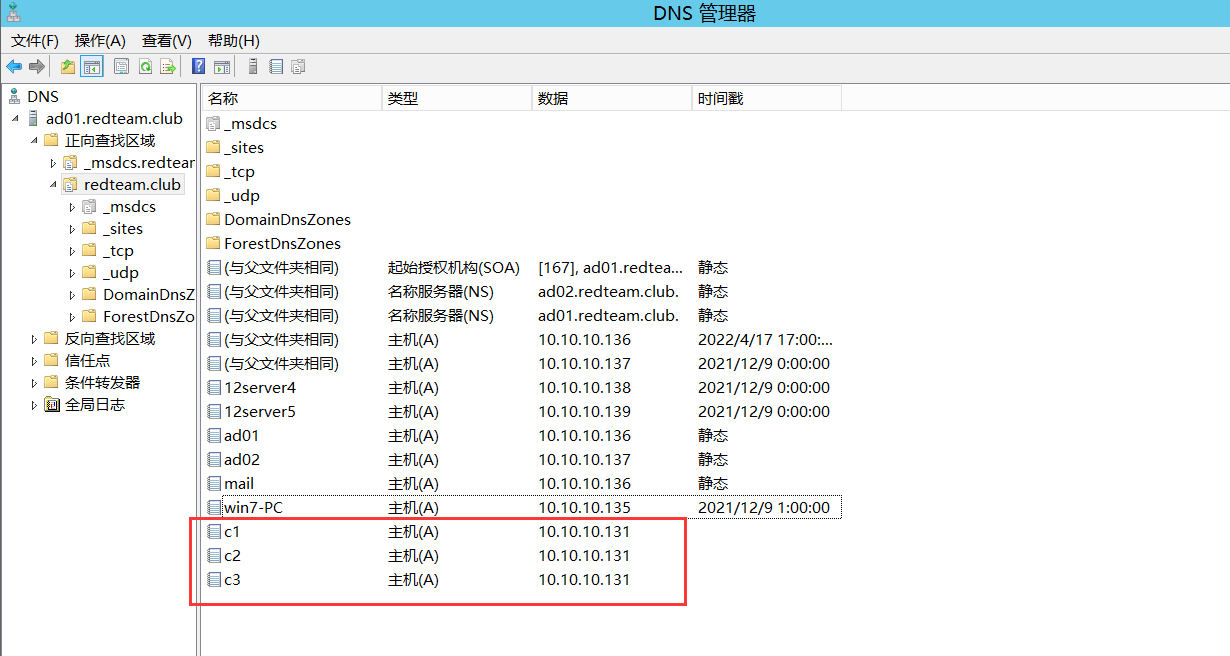 DNS 管理器
文件(F) 操作(A) 查看(V) 帮助(H)
DNS
ad01.redteam.club
正向查找区域
_msdcs.redtear
redteam.club
_msdcs
_sites
_tcp
_udp
DomainDnsZ
ForestDnsZo
反向查找区域
信任点
条件转发器
全局日志
名称 类型 数据 时间戳
_msdcs
_sites
_tcp
_udp
DomainDnsZones
ForestDnsZones
(与父文件夹相同) 起始授权机构(SOA) [167], ad01.redtea... 静态
(与父文件夹相同) 名称服务器(NS) ad02.redteam.club. 静态
(与父文件夹相同) 名称服务器(NS) ad01.redteam.club. 静态
(与父文件夹相同) 主机(A) 10.10.10.136 2022/4/17 17:00:...
(与父文件夹相同) 主机(A) 10.10.10.137 2021/12/9 0:00:00
12server4 主机(A) 10.10.10.138 2021/12/9 0:00:00
12server5 主机(A) 10.10.10.139 2021/12/9 0:00:00
ad01 主机(A) 10.10.10.136 静态
ad02 主机(A) 10.10.10.137 静态
mail 主机(A) 10.10.10.136 静态
win7-PC 主机(A) 10.10.10.135 2021/12/9 1:00:00
c1 主机(A) 10.10.10.131
c2 主机(A) 10.10.10.131
c3 主机(A) 10.10.10.131